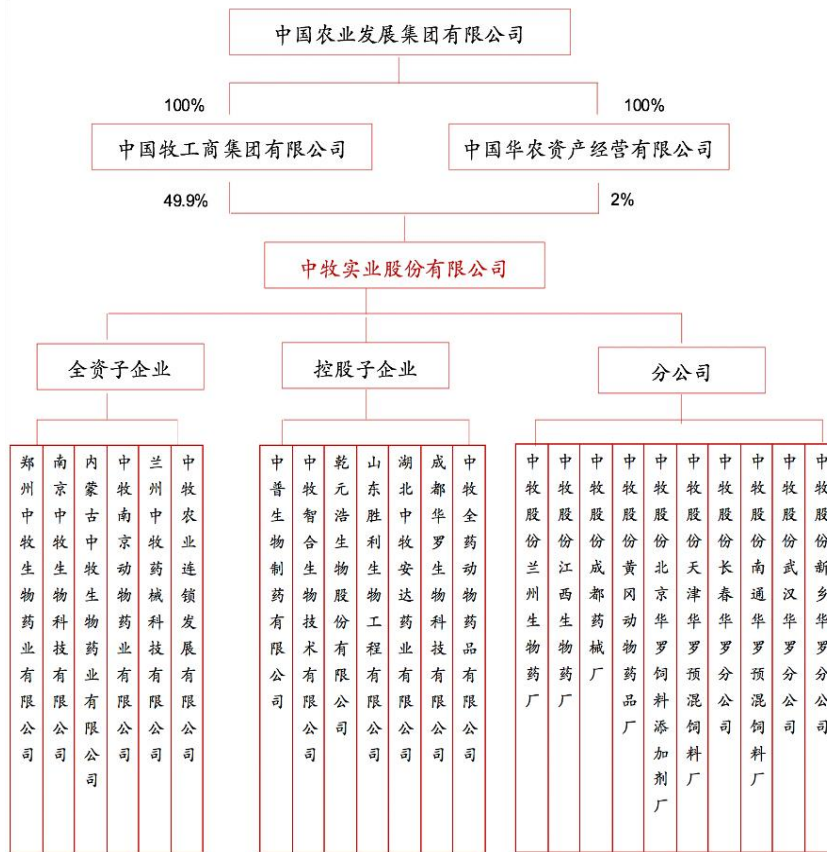 中国农业发展集团有限公司
100%
100%
中国牧工商集团有限公司
中国华农资产经营有限公司
49.9%
2%
中牧实业股份有限公司
全资子企业
控股子企业
分公司
郑州中牧生物药业有限公司
南京中牧生物科技有限公司
内蒙古中牧生物药业有限公司
中牧南京动物药业有限公司
兰州中牧药械科技有限公司
中牧农业连锁发展有限公司
中普生物制药有限公司
中牧智合生物技术有限公司
乾元浩生物股份有限公司
山东胜利生物工程有限公司
湖北中牧安达药业有限公司
成都华罗生物科技有限公司
中牧全药动物药品有限公司
中牧股份兰州生物药厂
中牧股份江西生物药厂
中牧股份成都药械厂
中牧股份黄冈动物药品厂
中牧股份北京华罗饲料添加剂厂
中牧股份天津华罗预混饲料厂
中牧股份长春华罗分公司
中牧股份南通华罗预混饲料厂
中牧股份武汉华罗分公司
中牧股份新乡华罗分公司